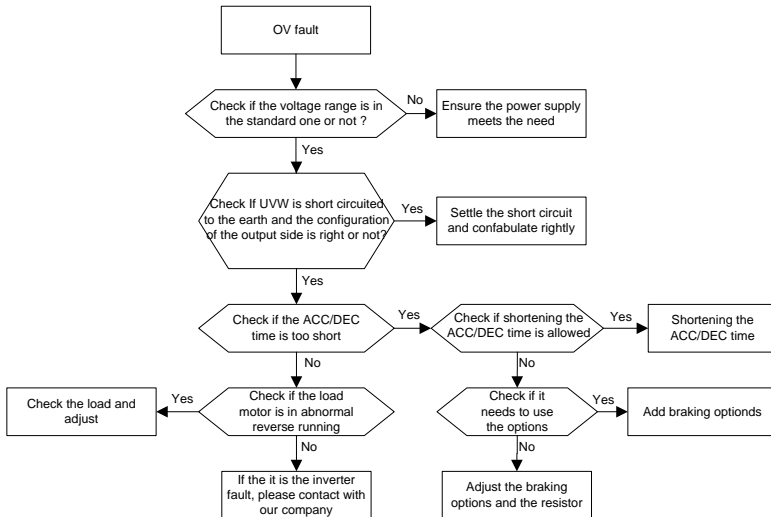 OV fault
Check if the voltage range is in
the standard one or not ?
No
Ensure the power supply
meets the need
Yes
Check If UVW is short circuited
to the earth and the configuration
of the output side is right or not?
Yes
Settle the short circuit
and confabulate rightly
Yes
Check if the ACC/DEC
time is too short
Yes
Check if shortening the
ACC/DEC time is allowed
Yes
Shortening the
ACC/DEC time
No
No
Check the load and
adjust
Yes
Check if the load
motor is in abnormal
reverse running
Check if it
needs to use
the options
Yes
Add braking optionds
No
No
If the it is the inverter
fault, please contact with
our company
Adjust the braking
options and the resistor